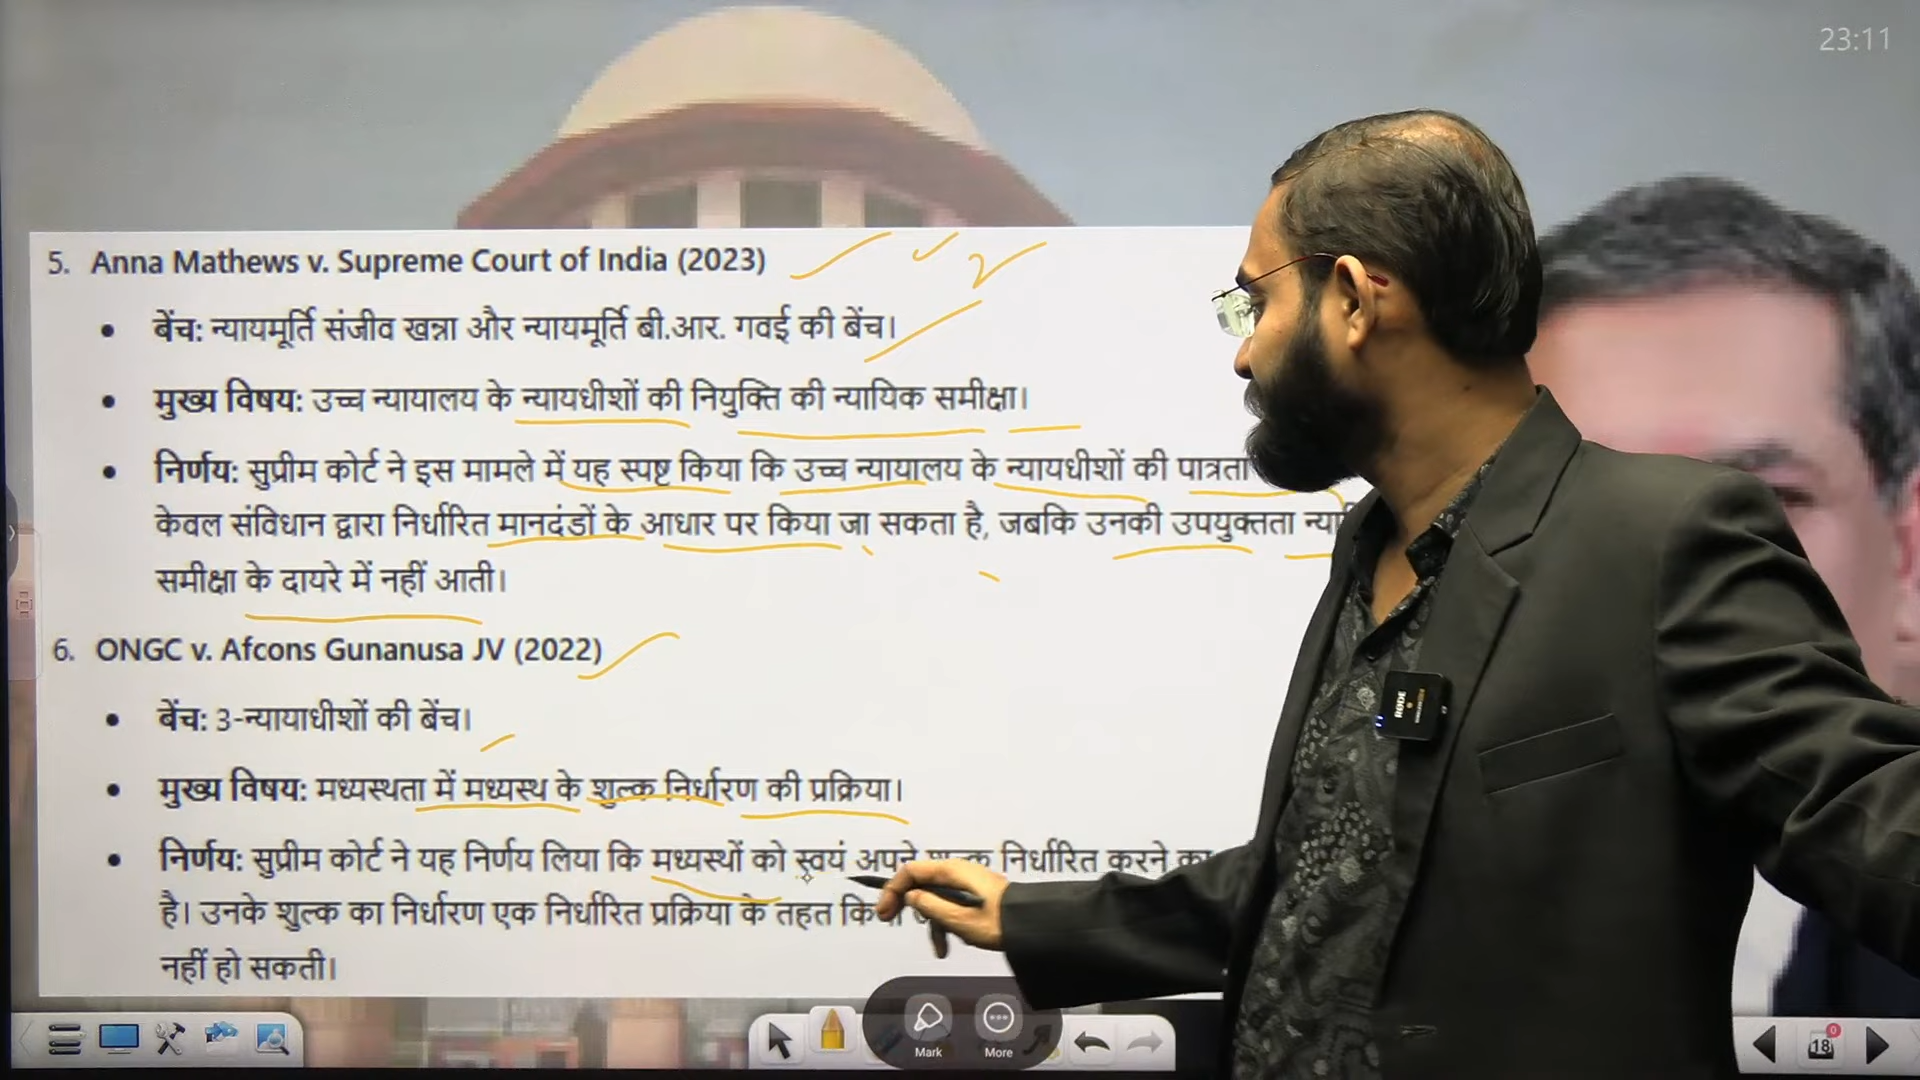 23:11
5. Anna Mathews v. Supreme Court of India (2023)
• बेंच: न्यायमूर्ति संजीव खन्ना और न्यायमूर्ति बी.आर. गवई की बेंच।
• मुख्य विषय: उच्च न्यायालय के न्यायधीशों की नियुक्ति की न्यायिक समीक्षा।
• निर्णय: सुप्रीम कोर्ट ने इस मामले में यह स्पष्ट किया कि उच्च न्यायालय के न्यायधीशों की पात्रता
केवल संविधान द्वारा निर्धारित मानदंडों के आधार पर किया जा सकता है, जबकि उनकी उपयुक्तता
समीक्षा के दायरे में नहीं आती।
6. ONGC v. Afcons Gunanusa JV (2022)
• बेंच: 3-न्यायाधीशों की बेंच।
• मुख्य विषय: मध्यस्थता में मध्यस्थ के शुल्क निर्धारण की प्रक्रिया।
• निर्णय: सुप्रीम कोर्ट ने यह निर्णय लिया कि मध्यस्थों को स्वयं अपने निर्धारित करने का
है। उनके शुल्क का निर्धारण एक निर्धारित प्रक्रिया के तहत
नहीं हो सकती।
RØDE
Mark
More
0
18